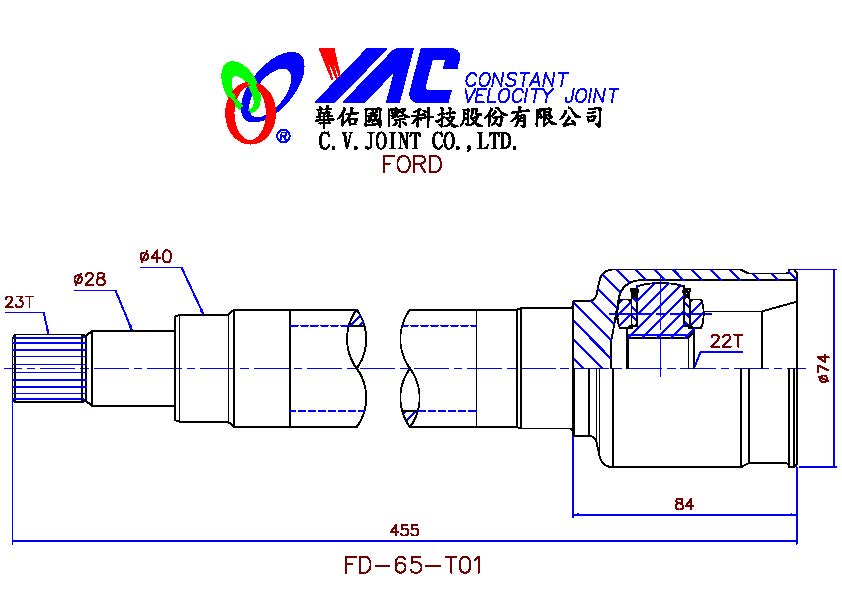 YAC CONSTANT
VELOCITY JOINT
華佑國際科技股份有限公司
®
C.V.JOINT CO.,LTD.
FORD
ø40
ø28
23T
22T
ø74
84
455
FD-65-T01